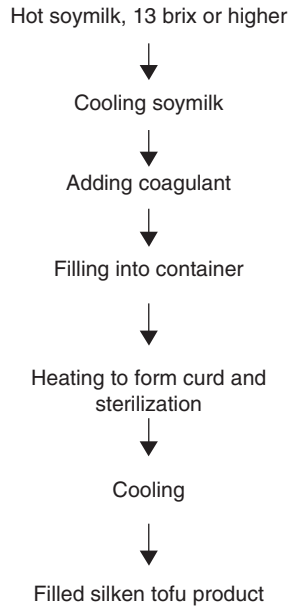 Hot soymilk, 13 brix or higher
Cooling soymilk
Adding coagulant
Filling into container
Heating to form curd and
sterilization
Cooling
Filled silken tofu product